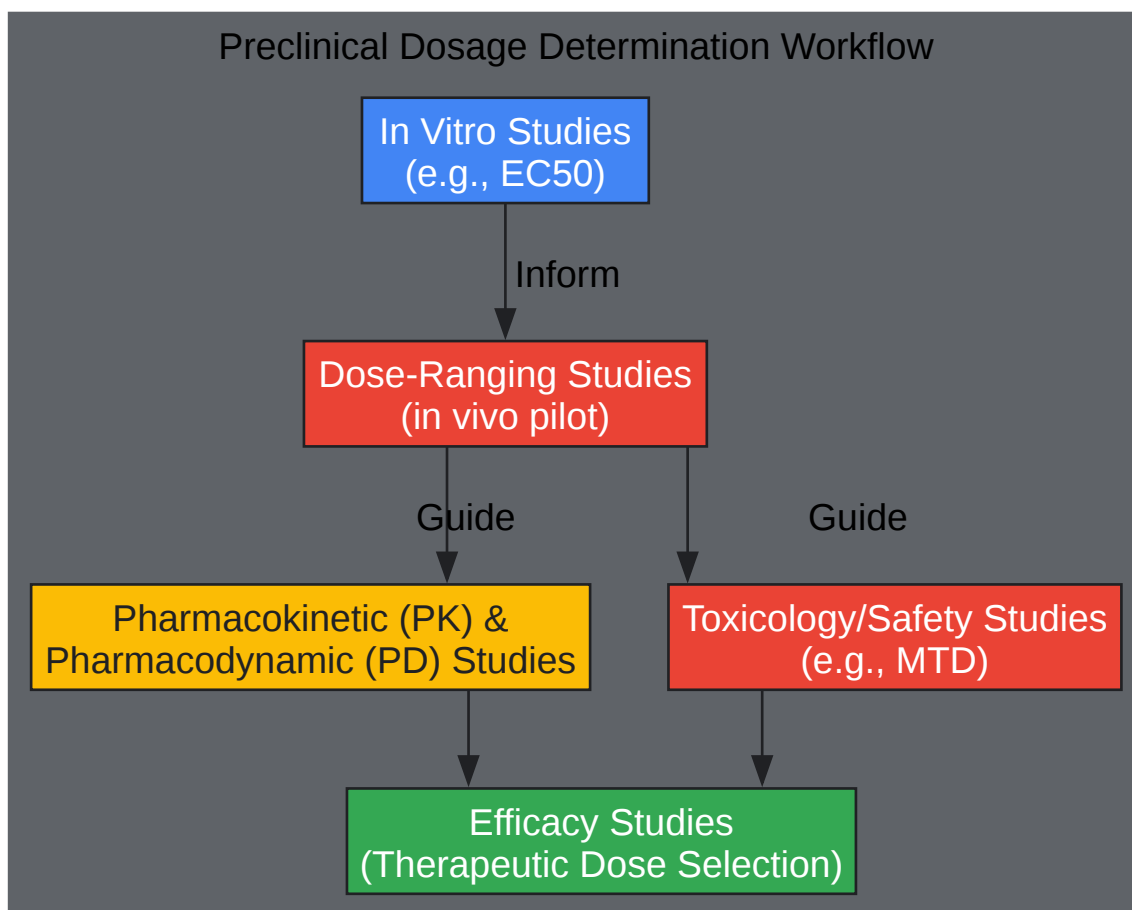 Preclinical Dosage Determination Workflow
In Vitro Studies
(e.g., EC50)
Inform
Dose-Ranging Studies
(in vivo pilot)
Guide
Guide
Pharmacokinetic (PK) &
Pharmacodynamic (PD) Studies
Toxicology/Safety Studies
(e.g., MTD)
Efficacy Studies
(Therapeutic Dose Selection)